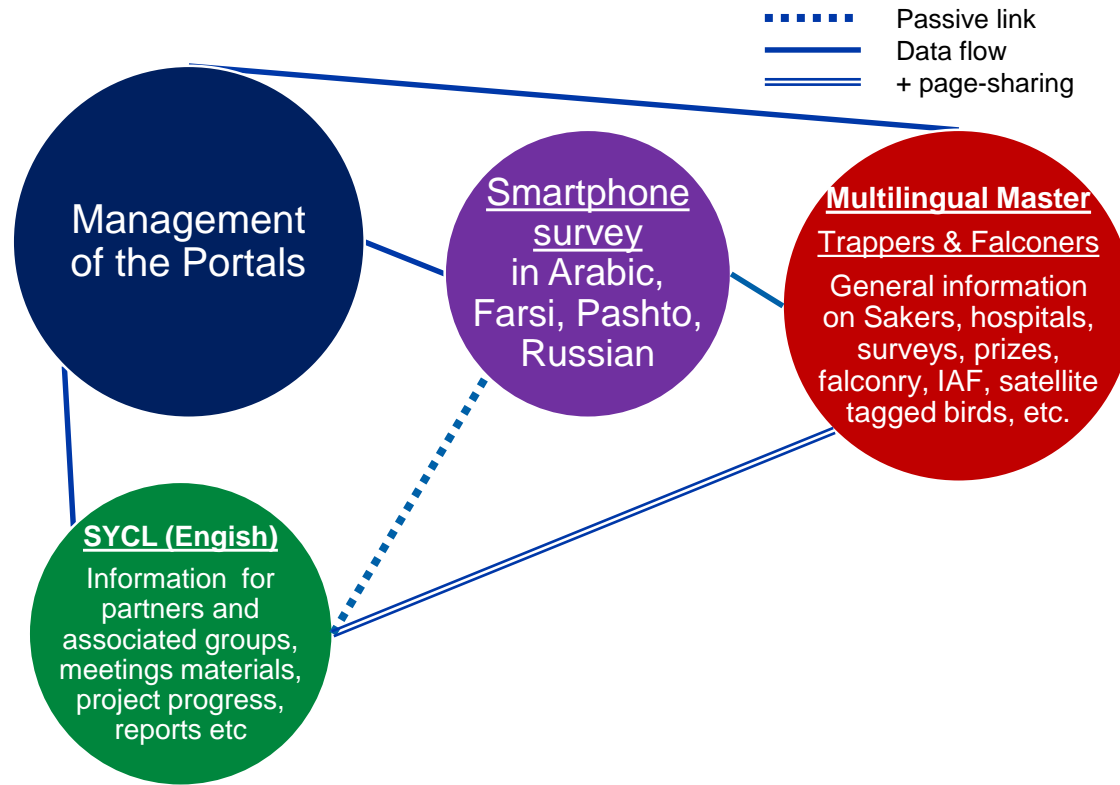 Passive link
Data flow
+ page-sharing
Management
of the Portals
Smartphone
survey
in Arabic,
Farsi, Pashto,
Russian
Multilingual Master
Trappers & Falconers
General information
on Sakers, hospitals,
surveys, prizes,
falconry, IAF, satellite
tagged birds, etc.
SYCL (Engish)
Information for
partners and
associated groups,
meetings materials,
project progress,
reports etc